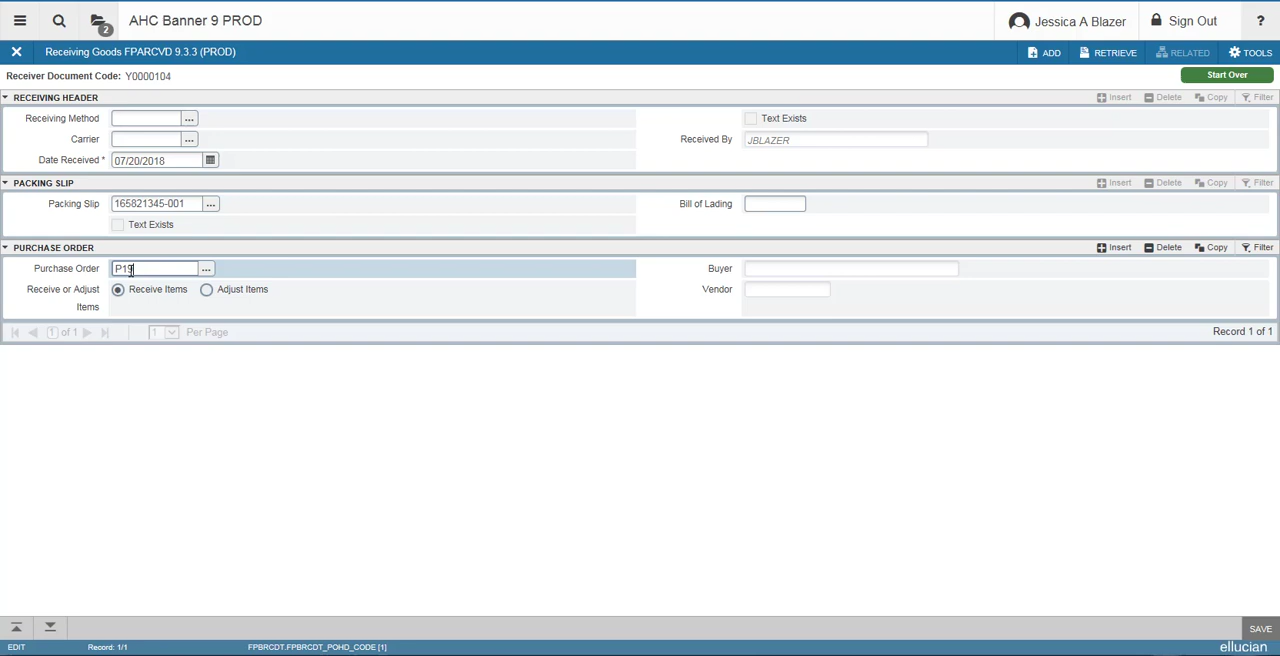 2 AHC Banner 9 PROD Jessica A Blazer Sign Out ?
Receiving Goods FPARCVD 9.3.3 (PROD) ADD RETRIEVE RELATED TOOLS
Receiver Document Code: Y0000104 Start Over
RECEIVING HEADER Insert Delete Copy Filter
Receiving Method ... Text Exists
Carrier ... Received By JBLAZER
Date Received * 07/20/2018
PACKING SLIP Insert Delete Copy Filter
Packing Slip 165821345-001 ... Bill of Lading
Text Exists
PURCHASE ORDER Insert Delete Copy Filter
Purchase Order P19 ... Buyer
Receive or Adjust Receive Items Adjust Items Vendor
Items
1 of 1 1 Per Page Record 1 of 1
SAVE
EDIT Record: 1/1 FPBRCDT.FPBRCDT_POHD_CODE [1] ellucian